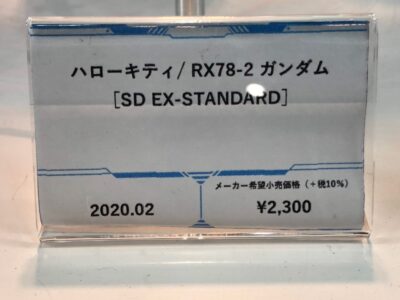 ハローキティ/ RX78-2 ガンダム
[SD EX-STANDARD]
メーカー希望小売価格（＋税10%）
2020.02
¥2,300